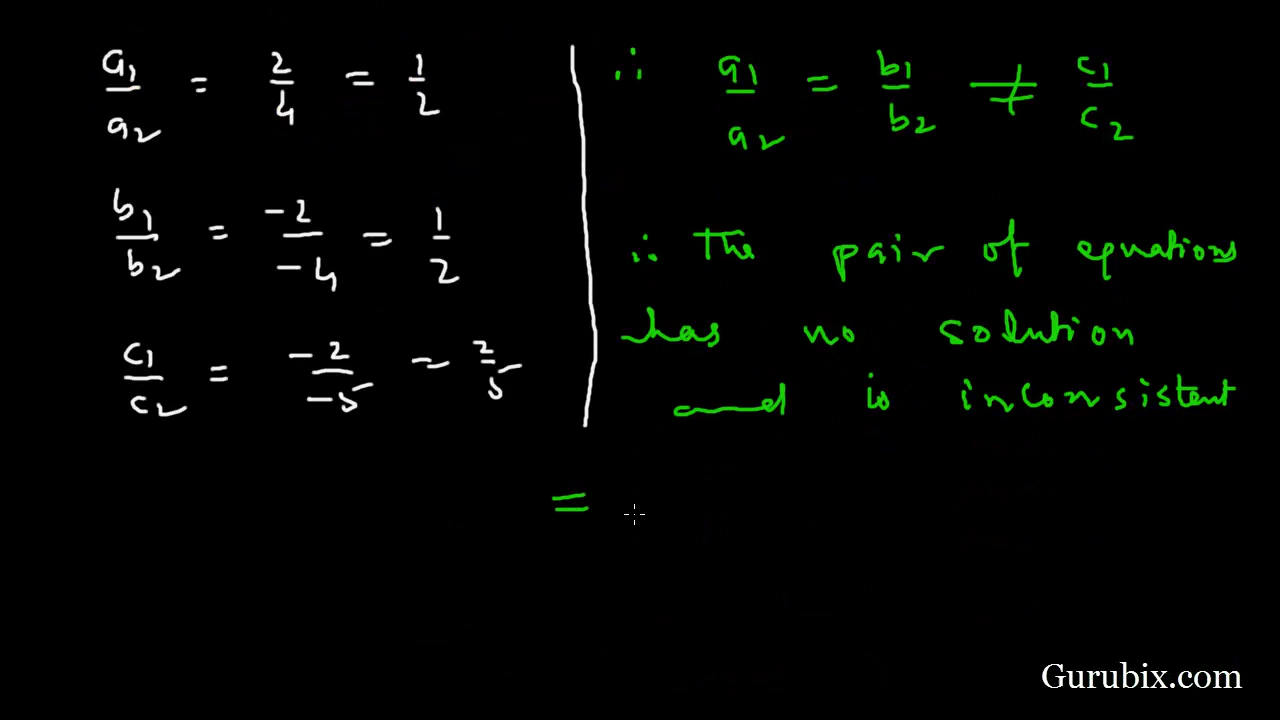 a1/a2 = 2/4 = 1/2
b1/b2 = -2/-4 = 1/2
c1/c2 = -2/-5 = 2/5
∴ a1/a2 = b1/b2 ≠ c1/c2
∴ The pair of equations
has no solution
and is inconsistent
=
Gurubix.com